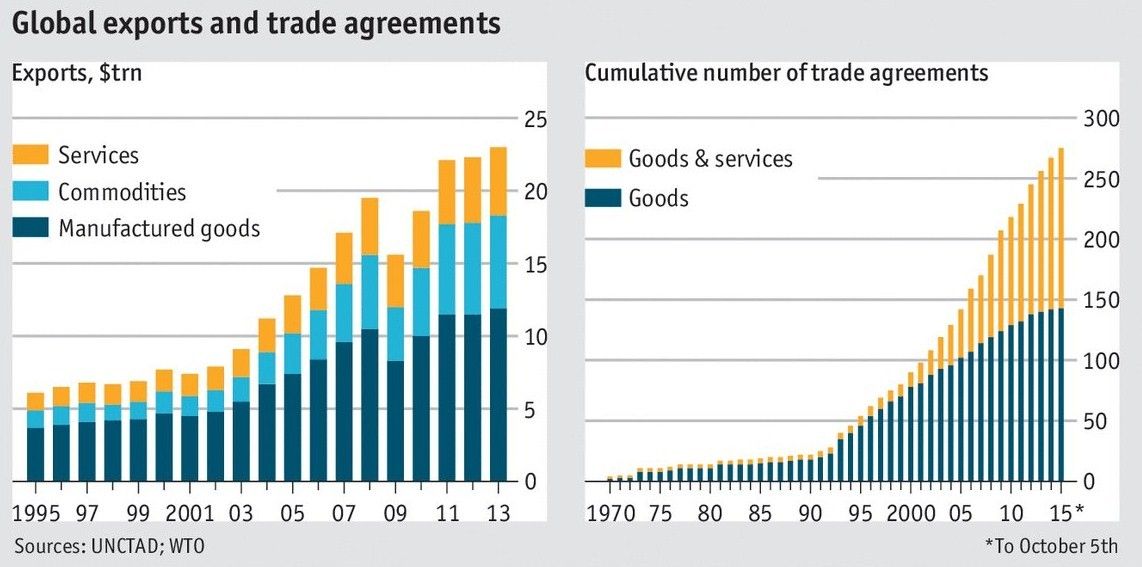 Global exports and trade agreements
Exports, $trn
25
Services
Commodities
20
Manufactured goods
15
10
5
0
1995 97 99 2001 03 05 07 09 11 13
Cumulative number of trade agreements
300
Goods & services
250
Goods
200
150
100
50
0
1970 75 80 85 90 95 2000 05 10 15*
Sources: UNCTAD; WTO
*To October 5th